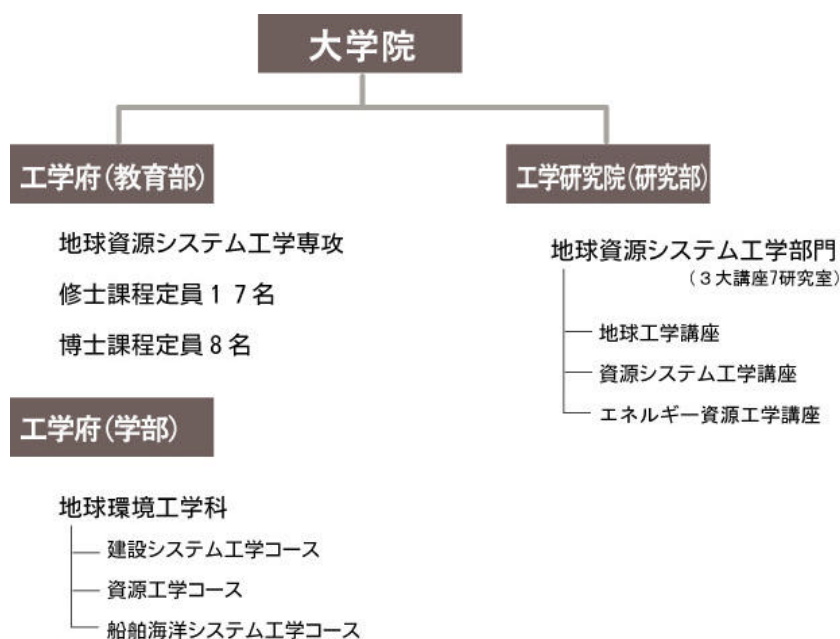 大学院
工学府(教育部)
地球資源システム工学専攻
修士課程定員17名
博士課程定員8名
工学府(学部)
地球環境工学科
建設システム工学コース
資源工学コース
船舶海洋システム工学コース
工学研究院(研究部)
地球資源システム工学部門
(3大講座7研究室)
地球工学講座
資源システム工学講座
エネルギー資源工学講座